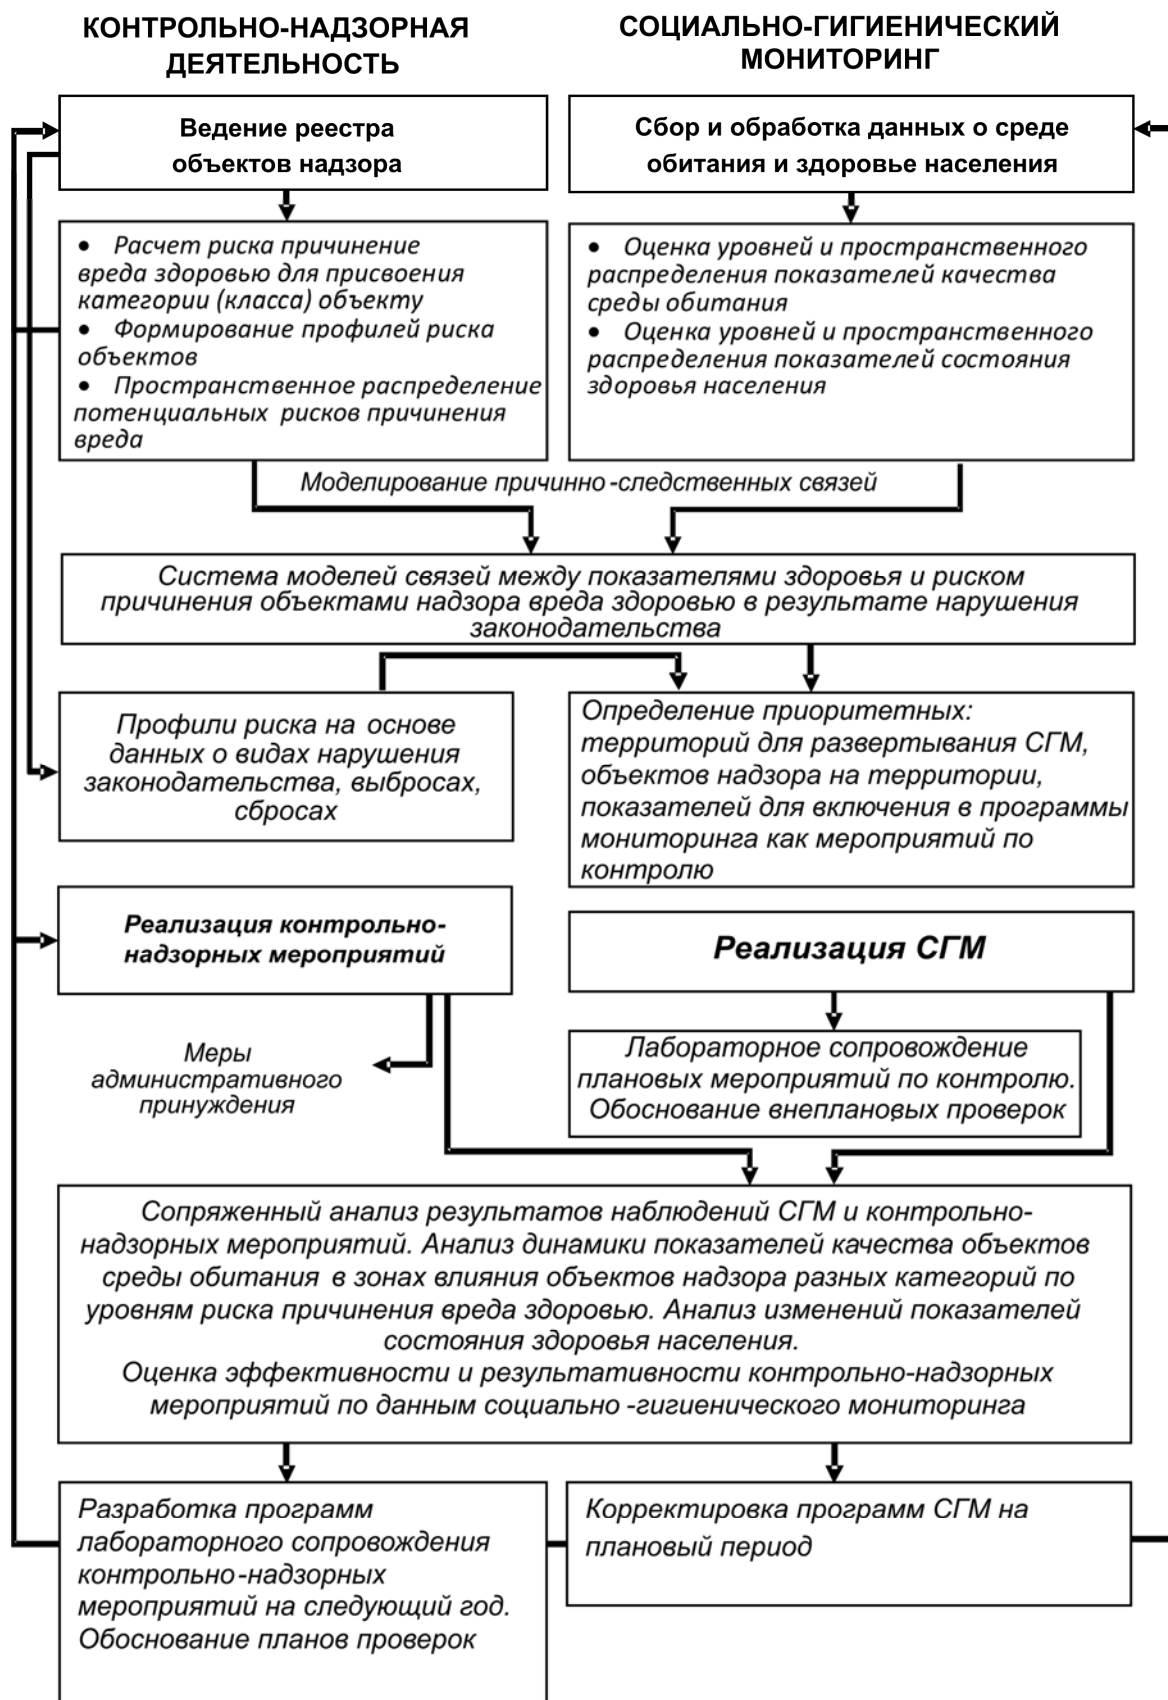 КОНТРОЛЬНО-НАДЗОРНАЯ
ДЕЯТЕЛЬНОСТЬ
СОЦИАЛЬНО-ГИГИЕНИЧЕСКИЙ
МОНИТОРИНГ
Ведение реестра
объектов надзора
Сбор и обработка данных о среде
обитания и здоровье населения
• Расчет риска причинение
вреда здоровью для присвоения
категории (класса) объекту
• Формирование профилей риска
объектов
• Пространственное распределение
потенциальных рисков причинения
вреда
• Оценка уровней и пространственного
распределения показателей качества
среды обитания
• Оценка уровней и пространственного
распределения показателей состояния
здоровья населения
Моделирование причинно-следственных связей
Система моделей связей между показателями здоровья и риском
причинения объектами надзора вреда здоровью в результате нарушения
законодательства
Профили риска на основе
данных о видах нарушения
законодательства, выбросах,
сбросах
Определение приоритетных:
территорий для развертывания СГМ,
объектов надзора на территории,
показателей для включения в программы
мониторинга как мероприятий по
контролю
Реализация контрольно-
надзорных мероприятий
Реализация СГМ
Меры
административного
принуждения
Лабораторное сопровождение
плановых мероприятий по контролю.
Обоснование внеплановых проверок
Сопряженный анализ результатов наблюдений СГМ и контрольно-
надзорных мероприятий. Анализ динамики показателей качества объектов
среды обитания в зонах влияния объектов надзора разных категорий по
уровням риска причинения вреда здоровью. Анализ изменений показателей
состояния здоровья населения.
Оценка эффективности и результативности контрольно-надзорных
мероприятий по данным социально-гигиенического мониторинга
Разработка программ
лабораторного сопровождения
контрольно-надзорных
мероприятий на следующий год.
Обоснование планов проверок
Корректировка программ СГМ на
плановый период